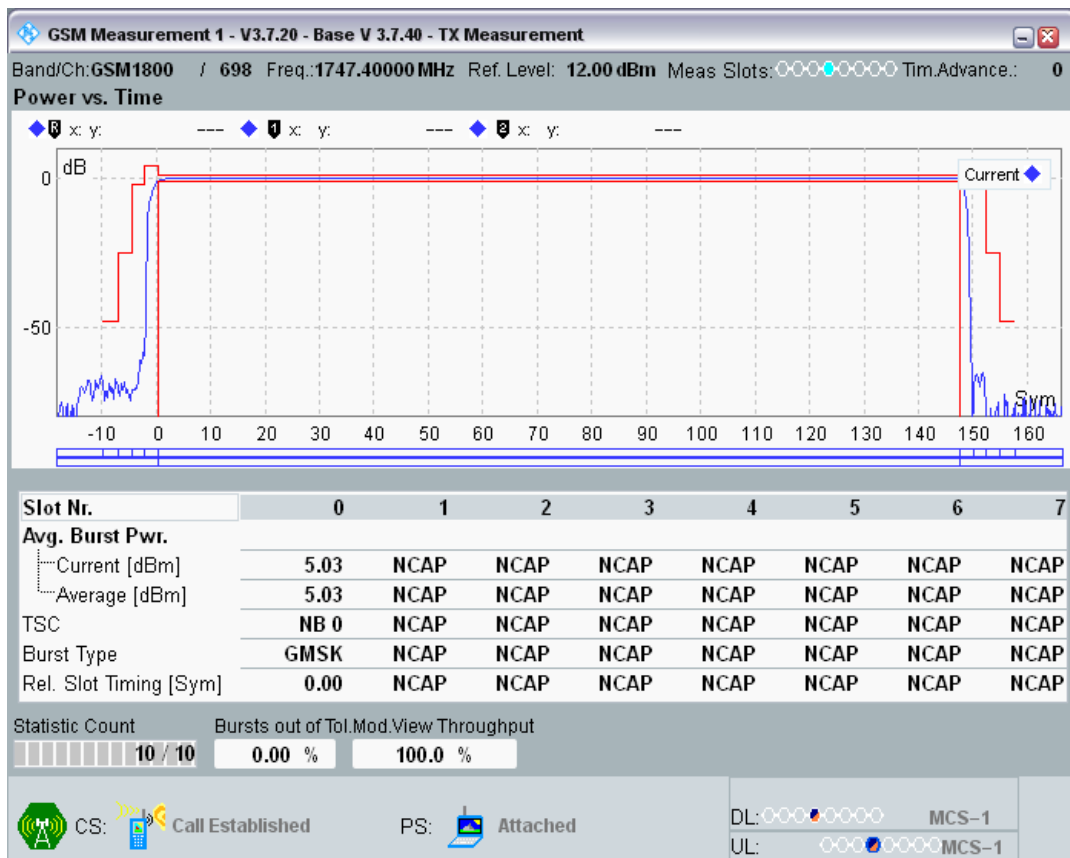 GSM Measurement 1 - V3.7.20 - Base V 3.7.40 - TX Measurement
Band/Ch:GSM1800 / 698 Freq.:1747.40000 MHz Ref. Level: 12.00 dBm Meas Slots: Tim.Advance.: 0
Power vs. Time
R x: y: --- 1 x: y: --- 2 x: y: ---
dB
Current
0
-50
Sym
-10 0 10 20 30 40 50 60 70 80 90 100 110 120 130 140 150 160
Slot Nr. 0 1 2 3 4 5 6 7
Avg. Burst Pwr.
Current [dBm] 5.03 NCAP NCAP NCAP NCAP NCAP NCAP NCAP
Average [dBm] 5.03 NCAP NCAP NCAP NCAP NCAP NCAP NCAP
TSC NB 0 NCAP NCAP NCAP NCAP NCAP NCAP NCAP
Burst Type GMSK NCAP NCAP NCAP NCAP NCAP NCAP NCAP
Rel. Slot Timing [Sym] 0.00 NCAP NCAP NCAP NCAP NCAP NCAP NCAP
Statistic Count Bursts out of Tol.Mod.View Throughput
10 / 10 0.00 % 100.0 %
CS: Call Established PS: Attached
DL: MCS-1
UL: MCS-1